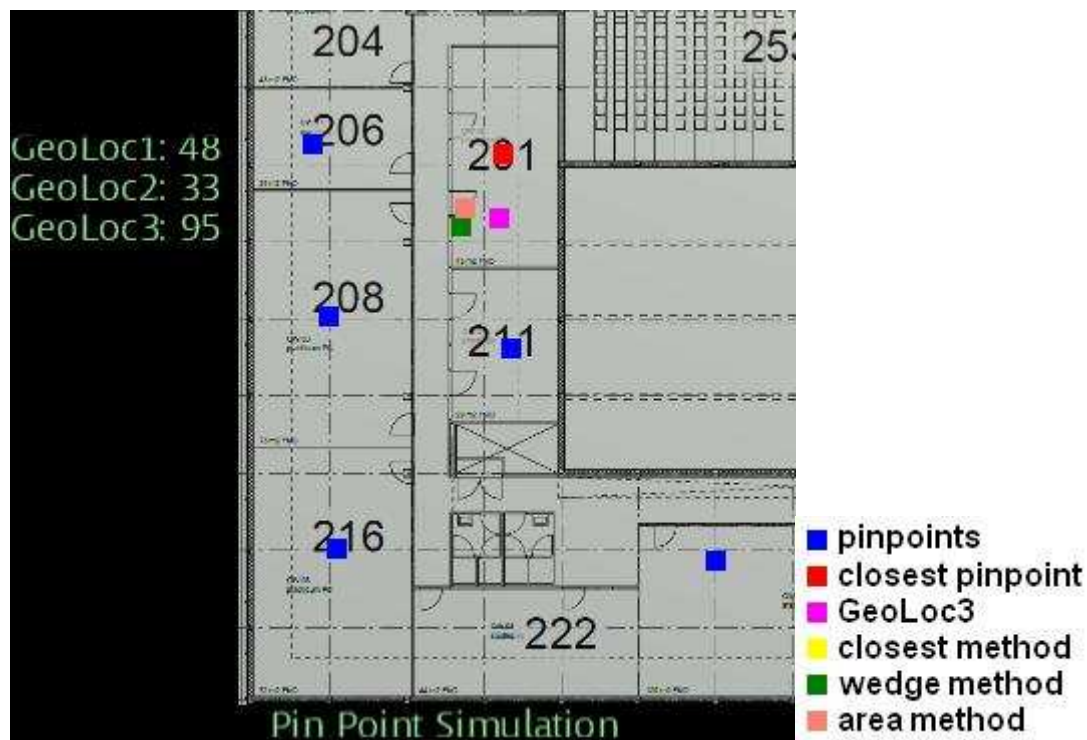 204
253
206
201
GeoLoc1: 48
GeoLoc2: 33
GeoLoc3: 95
208
211
216
222
Pin Point Simulation
pinpoints
closest pinpoint
GeoLoc3
closest method
wedge method
area method